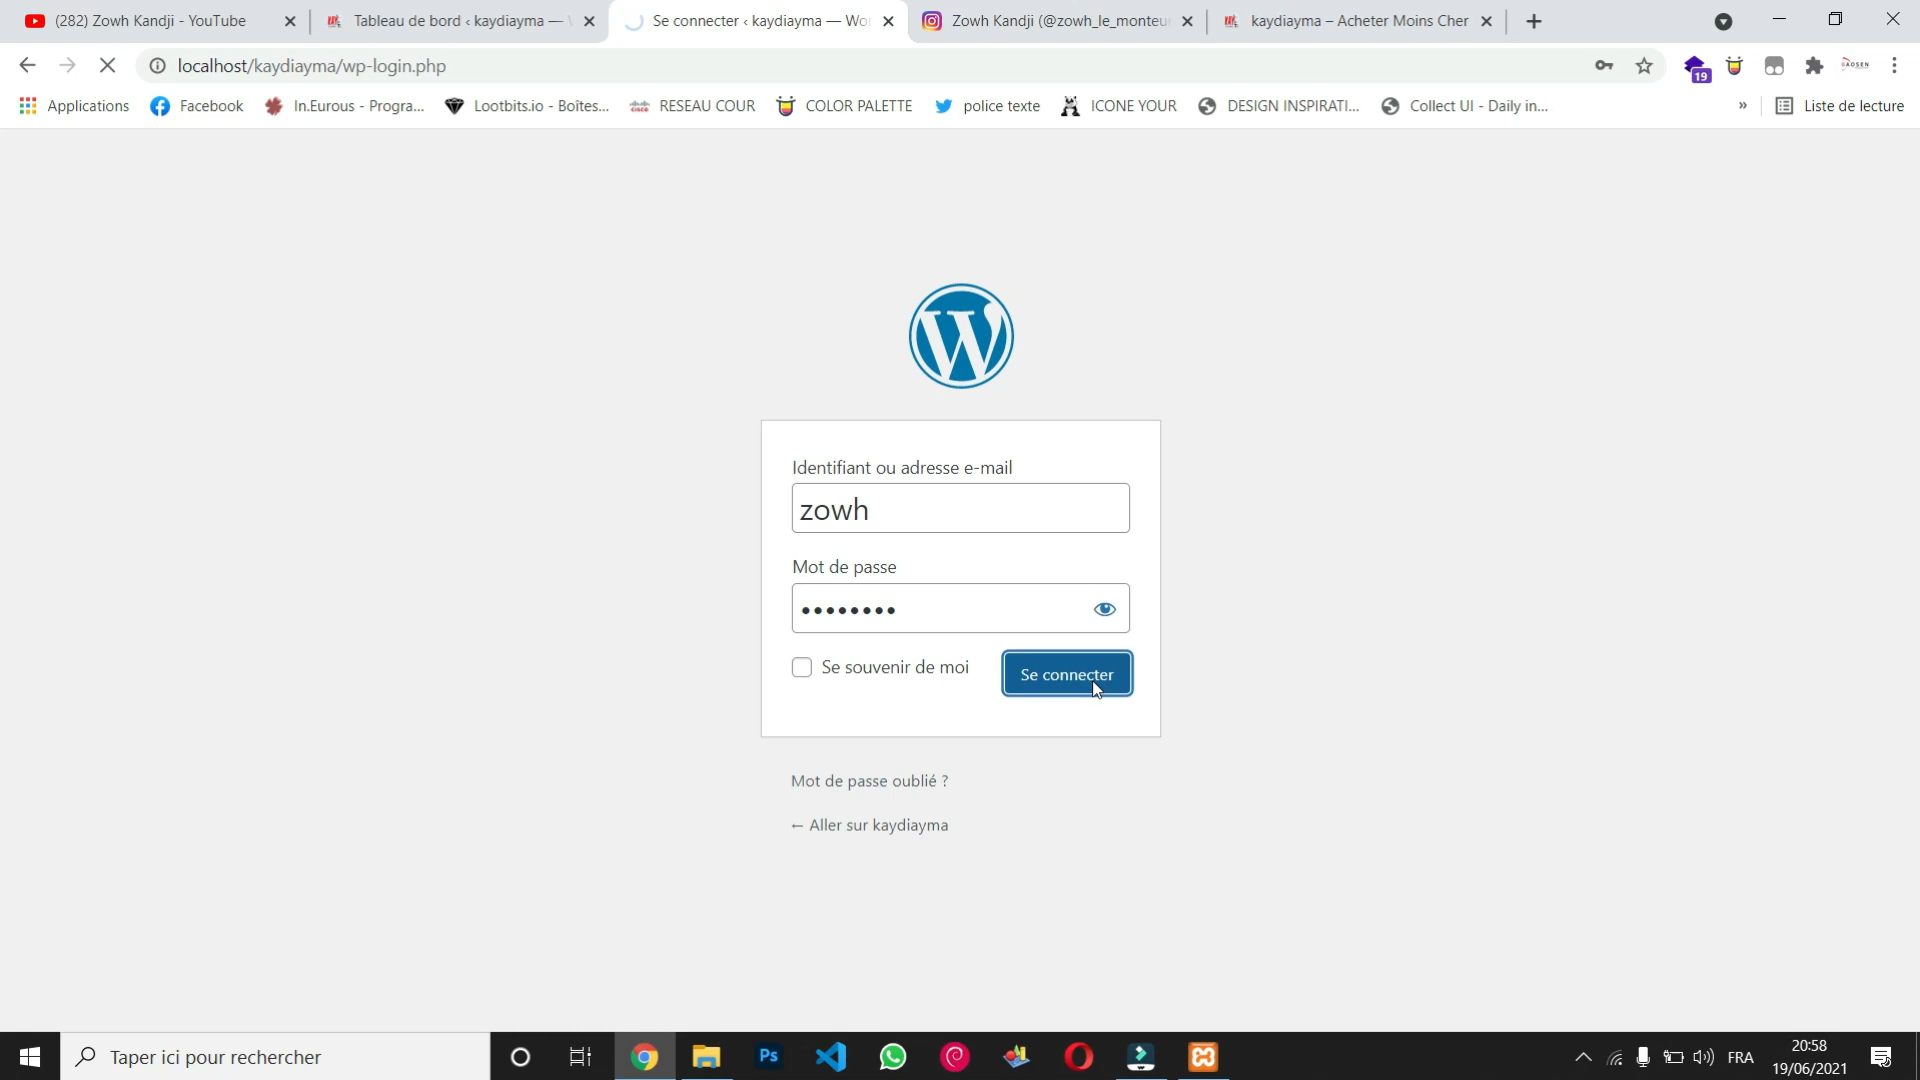 (282) Zowh Kandji - YouTube
Tableau de bord ‹ kaydiayma —
Se connecter ‹ kaydiayma — Wo
Zowh Kandji (@zowh_le_monteu
kaydiayma – Acheter Moins Cher
localhost/kaydiayma/wp-login.php
19
Applications
Facebook
In.Eurous - Progra...
Lootbits.io - Boîtes...
RESEAU COUR
COLOR PALETTE
police texte
ICONE YOUR
DESIGN INSPIRATI...
Collect UI - Daily in...
»
Liste de lecture
Identifiant ou adresse e-mail
zowh
Mot de passe
••••••••
Se souvenir de moi
Se connecter
Mot de passe oublié ?
← Aller sur kaydiayma
Taper ici pour rechercher
Ps
FRA
20:58
19/06/2021